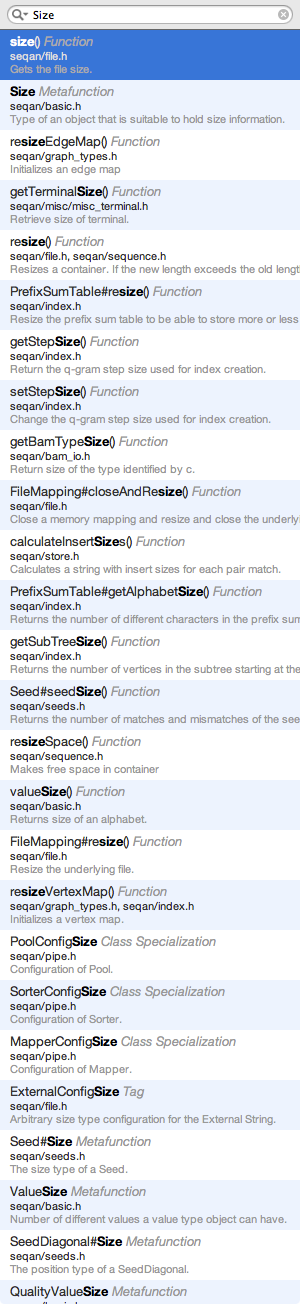 Size
size() Function
seqan/file.h
Gets the file size.
Size Metafunction
seqan/basic.h
Type of an object that is suitable to hold size information.
resizeEdgeMap() Function
seqan/graph_types.h
Initializes an edge map
getTerminalSize() Function
seqan/misc/misc_terminal.h
Retrieve size of terminal.
resize() Function
seqan/file.h, seqan/sequence.h
Resizes a container. If the new length exceeds the old lengt
PrefixSumTable#resize() Function
seqan/index.h
Resize the prefix sum table to be able to store more or less
getStepSize() Function
seqan/index.h
Return the q-gram step size used for index creation.
setStepSize() Function
seqan/index.h
Change the q-gram step size used for index creation.
getBamTypeSize() Function
seqan/bam_io.h
Return size of the type identified by c.
FileMapping#closeAndResize() Function
seqan/file.h
Close a memory mapping and resize and close the underlyi
calculateInsertSizes() Function
seqan/store.h
Calculates a string with insert sizes for each pair match.
PrefixSumTable#getAlphabetSize() Function
seqan/index.h
Returns the number of different characters in the prefix sum
getSubTreeSize() Function
seqan/index.h
Returns the number of vertices in the subtree starting at the
Seed#seedSize() Function
seqan/seeds.h
Returns the number of matches and mismatches of the see
resizeSpace() Function
seqan/sequence.h
Makes free space in container
valueSize() Function
seqan/basic.h
Returns size of an alphabet.
FileMapping#resize() Function
seqan/file.h
Resize the underlying file.
resizeVertexMap() Function
seqan/graph_types.h, seqan/index.h
Initializes a vertex map.
PoolConfigSize Class Specialization
seqan/pipe.h
Configuration of Pool.
SorterConfigSize Class Specialization
seqan/pipe.h
Configuration of Sorter.
MapperConfigSize Class Specialization
seqan/pipe.h
Configuration of Mapper.
ExternalConfigSize Tag
seqan/file.h
Arbitrary size type configuration for the External String.
Seed#Size Metafunction
seqan/seeds.h
The size type of a Seed.
ValueSize Metafunction
seqan/basic.h
Number of different values a value type object can have.
SeedDiagonal#Size Metafunction
seqan/seeds.h
The position type of a SeedDiagonal.
QualityValueSize Metafunction